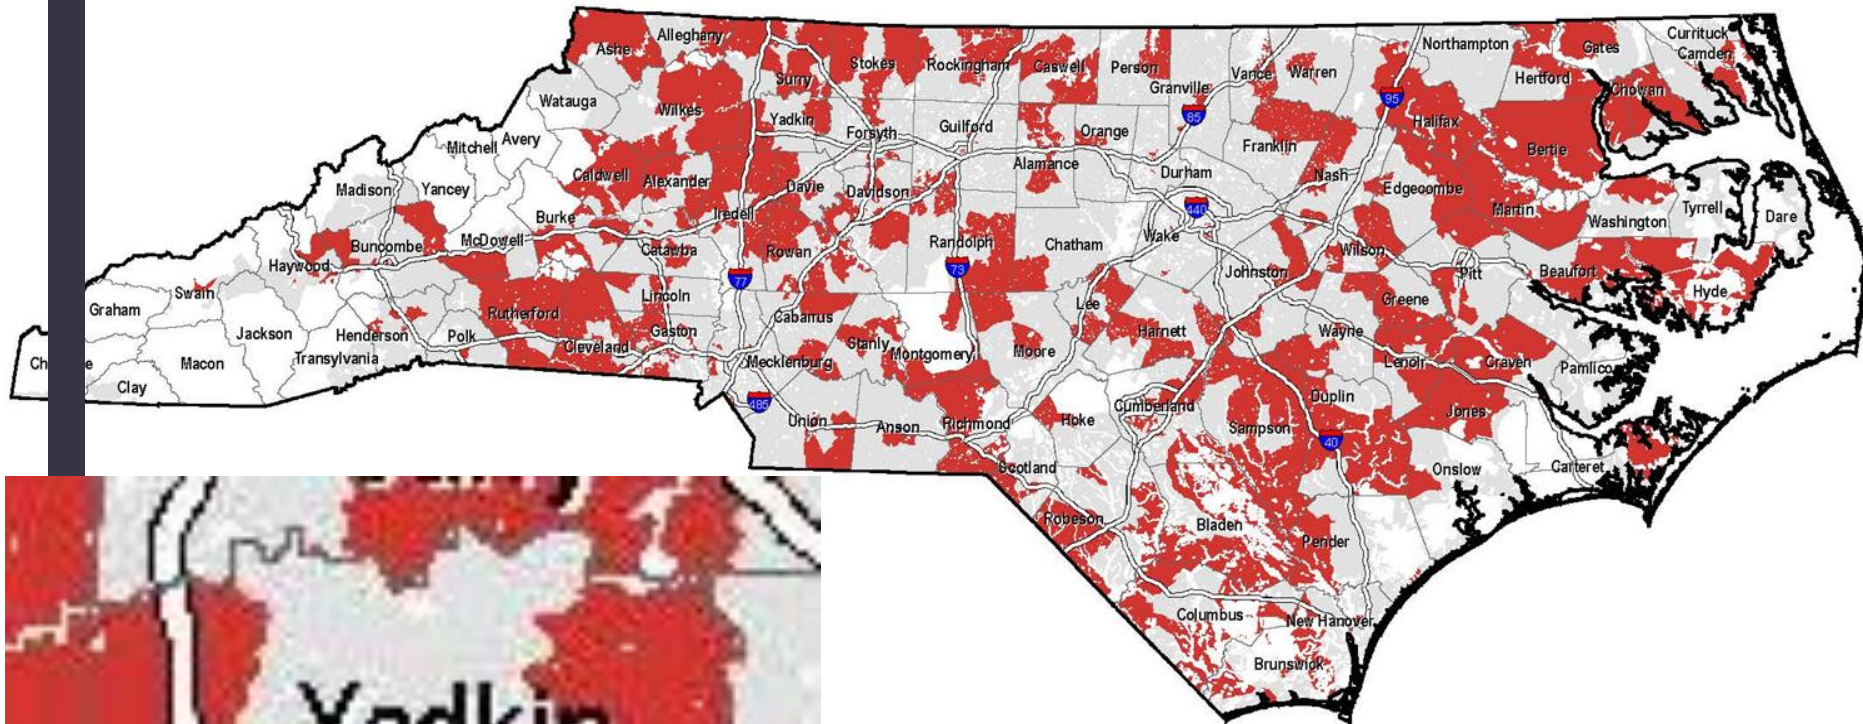 Ashe
Alleghany
Surry
Stokes
Rockingham
Caswell
Person
Granville
Vance
Warren
Northampton
Hertford
Gates
Currituck
Camden
Chowan
Watauga
Wilkes
Yadkin
Forsyth
Guilford
Orange
Alamance
Durham
85
Franklin
Nash
95
Halifax
Bertie
Edgecombe
Martin
Washington
Tyrrell
Dare
Mitchell
Avery
Madison
Yancey
Caldwell
Alexander
Davie
Davidson
Iredell
Burke
McDowell
Buncombe
Haywood
Catawba
Rowan
Randolph
73
Chatham
Wake
440
Johnston
Wilson
Pitt
Beaufort
Hyde
77
Swain
Graham
Jackson
Macon
Clay
Henderson
Transylvania
Polk
Rutherford
Cleveland
Lincoln
Gaston
Cabarrus
Mecklenburg
Stanly
Montgomery
Moore
Lee
Harnett
Greene
Wayne
Lenoir
Craven
Pamlico
485
Union
Anson
Richmond
Hoke
Cumberland
Sampson
Duplin
40
Jones
Onslow
Carteret
Scotland
Robeson
Bladen
Pender
Columbus
New Hanover
Brunswick
Yadkin